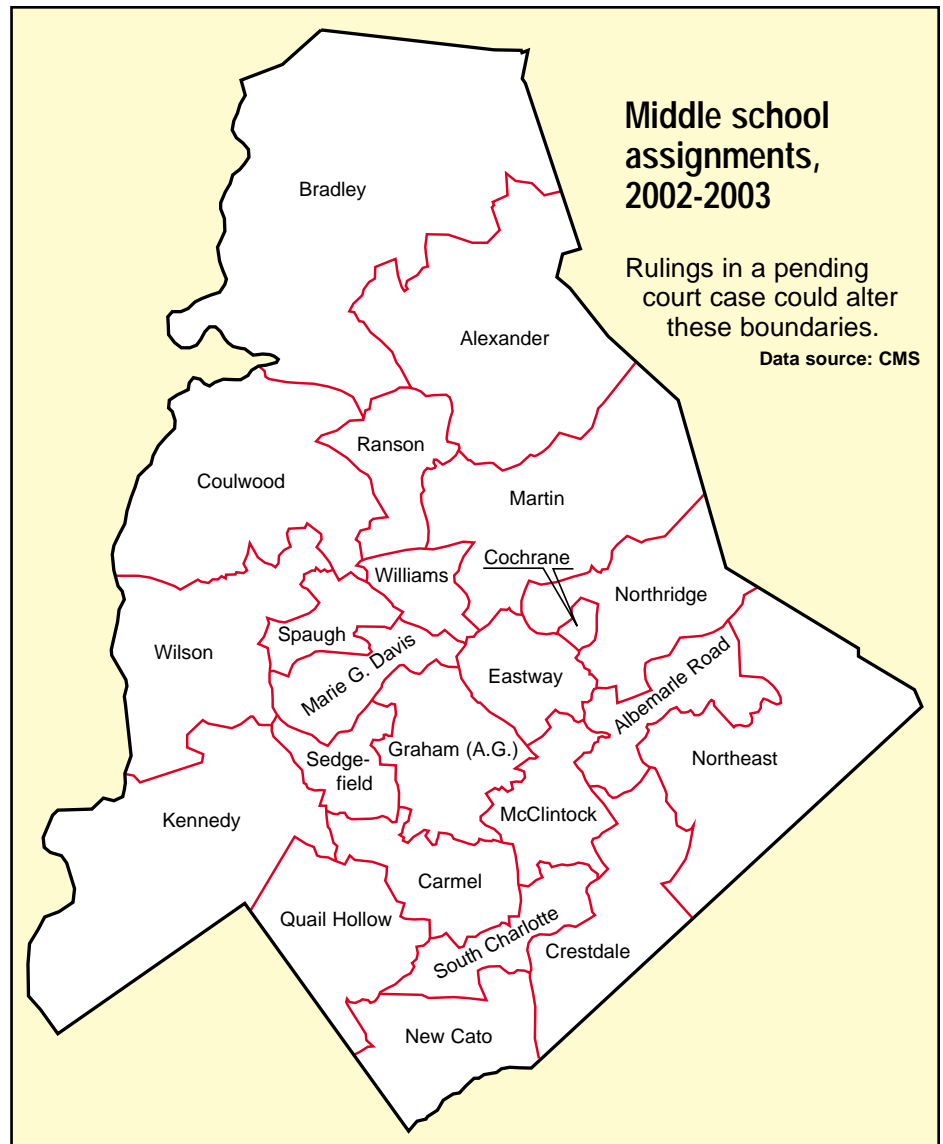 Middle school
assignments,
2002-2003
Rulings in a pending
court case could alter
these boundaries.
Data source: CMS
Bradley
Alexander
Ranson
Coulwood
Martin
Cochrane
Williams
Northridge
Spaugh
Wilson
Marie G. Davis
Eastway
Albemarle Road
Graham (A.G.)
Northeast
Sedge-
field
Kennedy
McClintock
Carmel
Quail Hollow
South Charlotte
Crestdale
New Cato